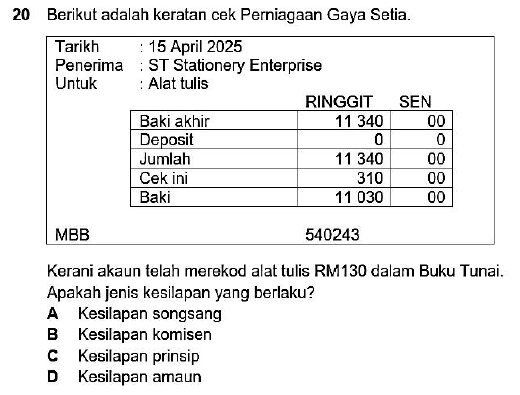 20 Berikut adalah keratan cek Perniagaan Gaya Setia.
Tarikh : 15 April 2025
Penerima : ST Stationery Enterprise
Untuk : Alat tulis
RINGGIT SEN
Baki akhir 11 340 00
Deposit 0 0
Jumlah 11 340 00
Cek ini 310 00
Baki 11 030 00
MBB 540243
Kerani akaun telah merekod alat tulis RM130 dalam Buku Tunai.
Apakah jenis kesilapan yang berlaku?
A Kesilapan songsang
B Kesilapan komisen
C Kesilapan prinsip
D Kesilapan amaun